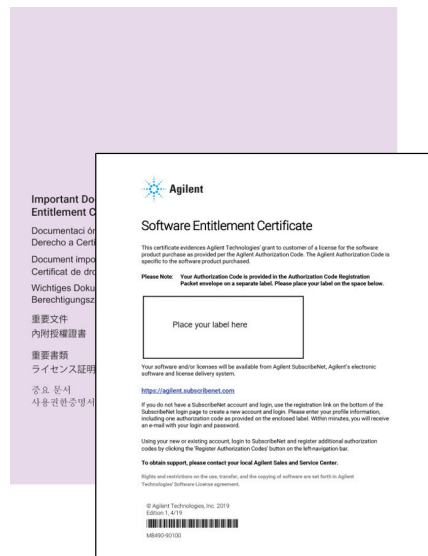 Important Do
Entitlement C
Documentaci ór
Derecho a Certi
Document impo
Certificat de dro
Wichtiges Doku
Berechtigungsz
重要文件
內附授權證書
重要書類
ライセンス証明
중요 문서
사용권한증명서
Agilent
Software Entitlement Certificate
This certificate evidences Agilent Technologies' grant to customer of a license for the software
product purchase as provided per the Agilent Authorization Code. The Agilent Authorization Code is
specific to the software product purchased.
Please Note: Your Authorization Code is provided in the Authorization Code Registration
Packet envelope on a separate label. Please place your label on the space below.
Place your label here
Your software and/or licenses will be available from Agilent SubscribeNet, Agilent's electronic
software and license delivery system.
https://agilent.subscribenet.com
If you do not have a SubscribeNet account and login, use the registration link on the bottom of the
SubscribeNet login page to create a new account and login. Please enter your profile information,
including one authorization code as provided on the enclosed label. Within minutes, you will receive
an e-mail with your login and password.
Using your new or existing account, login to SubscribeNet and register additional authorization
codes by clicking the 'Register Authorization Codes' button on the left-navigation bar.
To obtain support, please contact your local Agilent Sales and Service Center.
Rights and restrictions on the use, transfer, and the copying of software are set forth in Agilent
Technologies' Software License agreement.
© Agilent Technologies, Inc. 2019
Edition 1, 4/19
M8490-90100